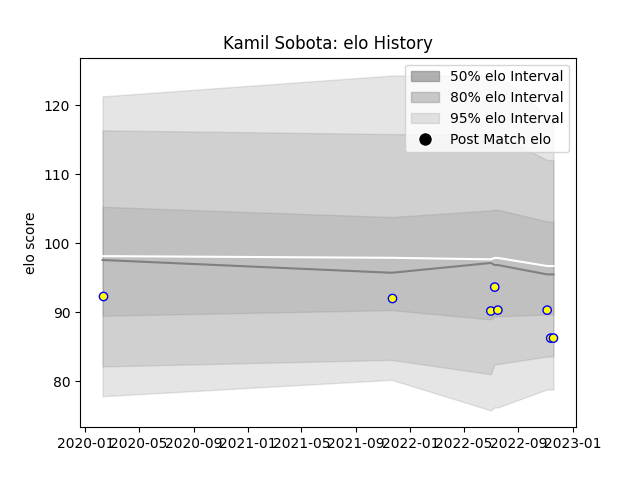 Kamil Sobota: elo History
50% elo Interval
80% elo Interval
95% elo Interval
Post Match elo
elo score
120
110
100
90
80
2020-01 2020-05 2020-09 2021-01 2021-05 2021-09 2022-01 2022-05 2022-09 2023-01